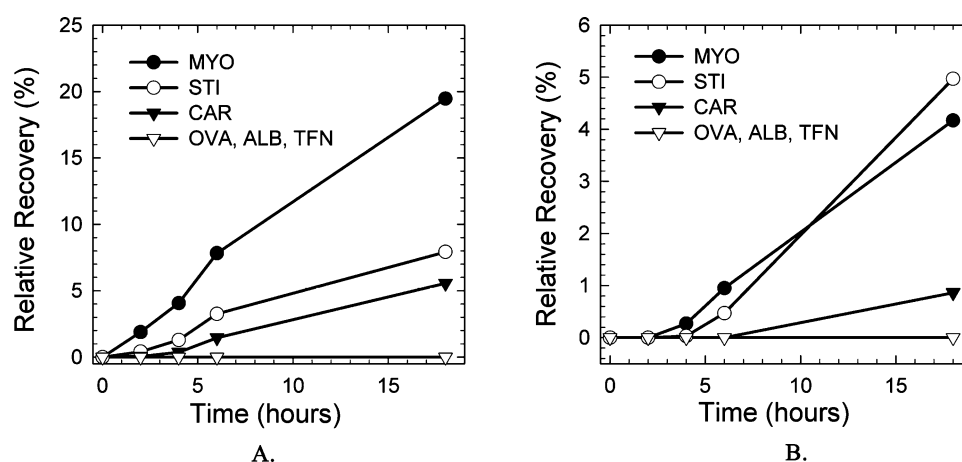 25
20
15
10
5
0
Relative Recovery (%)
MYO
STI
CAR
OVA, ALB, TFN
0 5 10 15
Time (hours)
A.
6
5
4
3
2
1
0
Relative Recovery (%)
MYO
STI
CAR
OVA, ALB, TFN
0 5 10 15
Time (hours)
B.